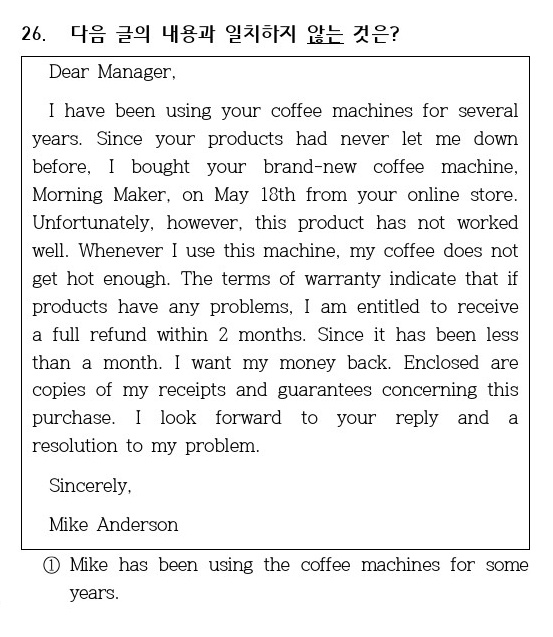 26. 다음 글의 내용과 일치하지 않는 것은?
Dear Manager,
I have been using your coffee machines for several
years. Since your products had never let me down
before, I bought your brand-new coffee machine,
Morning Maker, on May 18th from your online store.
Unfortunately, however, this product has not worked
well. Whenever I use this machine, my coffee does not
get hot enough. The terms of warranty indicate that if
products have any problems, I am entitled to receive
a full refund within 2 months. Since it has been less
than a month. I want my money back. Enclosed are
copies of my receipts and guarantees concerning this
purchase. I look forward to your reply and a
resolution to my problem.
Sincerely,
Mike Anderson
① Mike has been using the coffee machines for some
years.